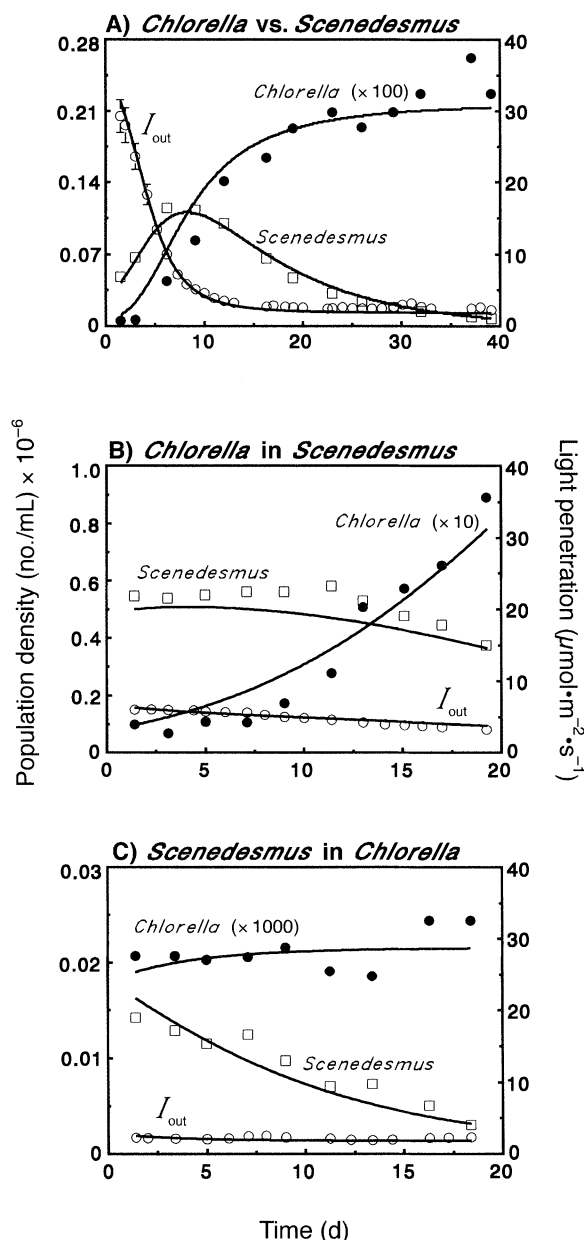 A) Chlorella vs. Scenedesmus
0.28
0.21
0.14
0.07
0
40
30
20
10
0
Chlorella (× 100)
I out
Scenedesmus
0 10 20 30 40
B) Chlorella in Scenedesmus
1.0
0.8
0.6
0.4
0.2
0
40
30
20
10
0
Chlorella (× 10)
Scenedesmus
I out
0 5 10 15 20
C) Scenedesmus in Chlorella
0.03
0.02
0.01
0
40
30
20
10
0
Chlorella (× 1000)
Scenedesmus
I out
0 5 10 15 20
Population density (no./mL) × 10⁻⁶
Light penetration (μmol•m⁻²•s⁻¹)
Time (d)